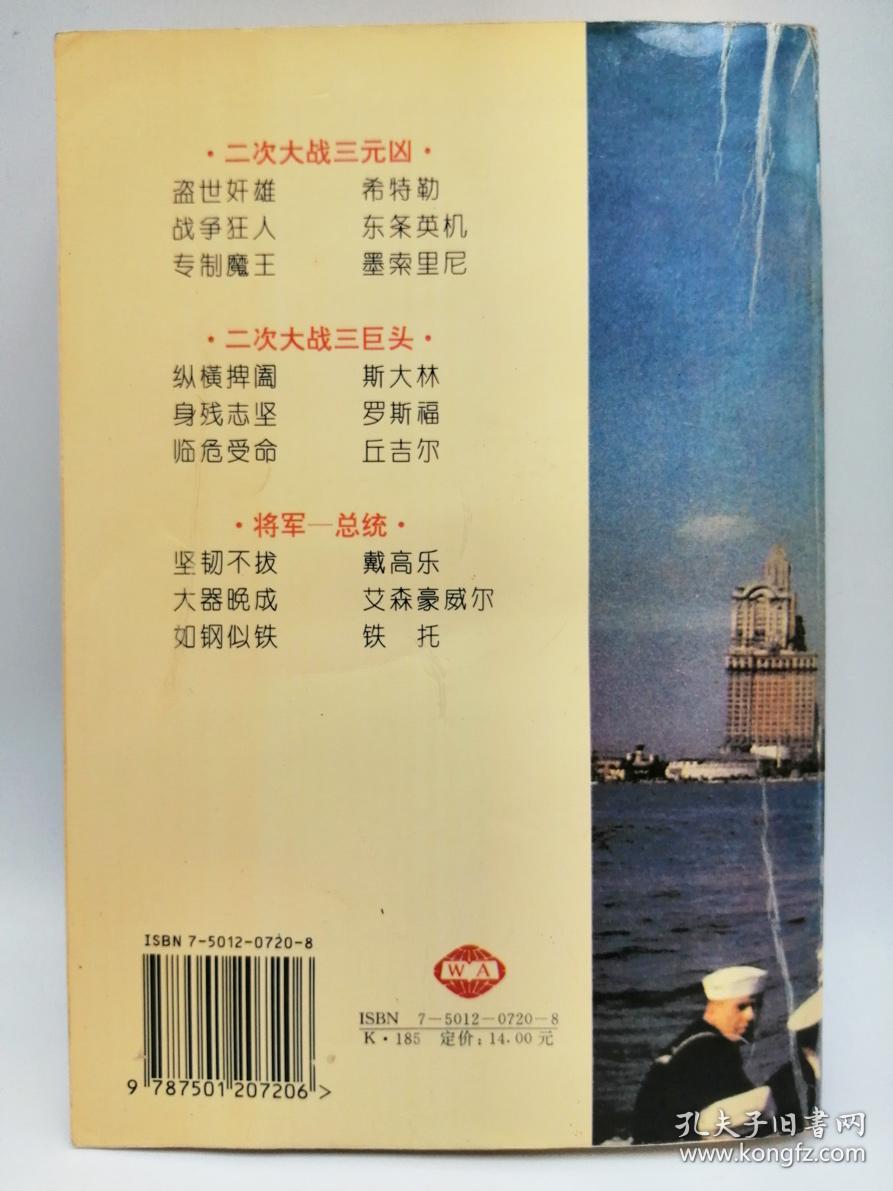 ·二次大战三元凶·
盗世奸雄 希特勒
战争狂人 东条英机
专制魔王 墨索里尼
·二次大战三巨头·
纵横捭阖 斯大林
身残志坚 罗斯福
临危受命 丘吉尔
·将军—总统·
坚韧不拔 戴高乐
大器晚成 艾森豪威尔
如钢似铁 铁 托
ISBN 7-5012-0720-8
9 787501 207206 >
W A
ISBN 7—5012—0720—8
K·185 定价：14.00元
孔夫子旧書网
www.kongfz.com